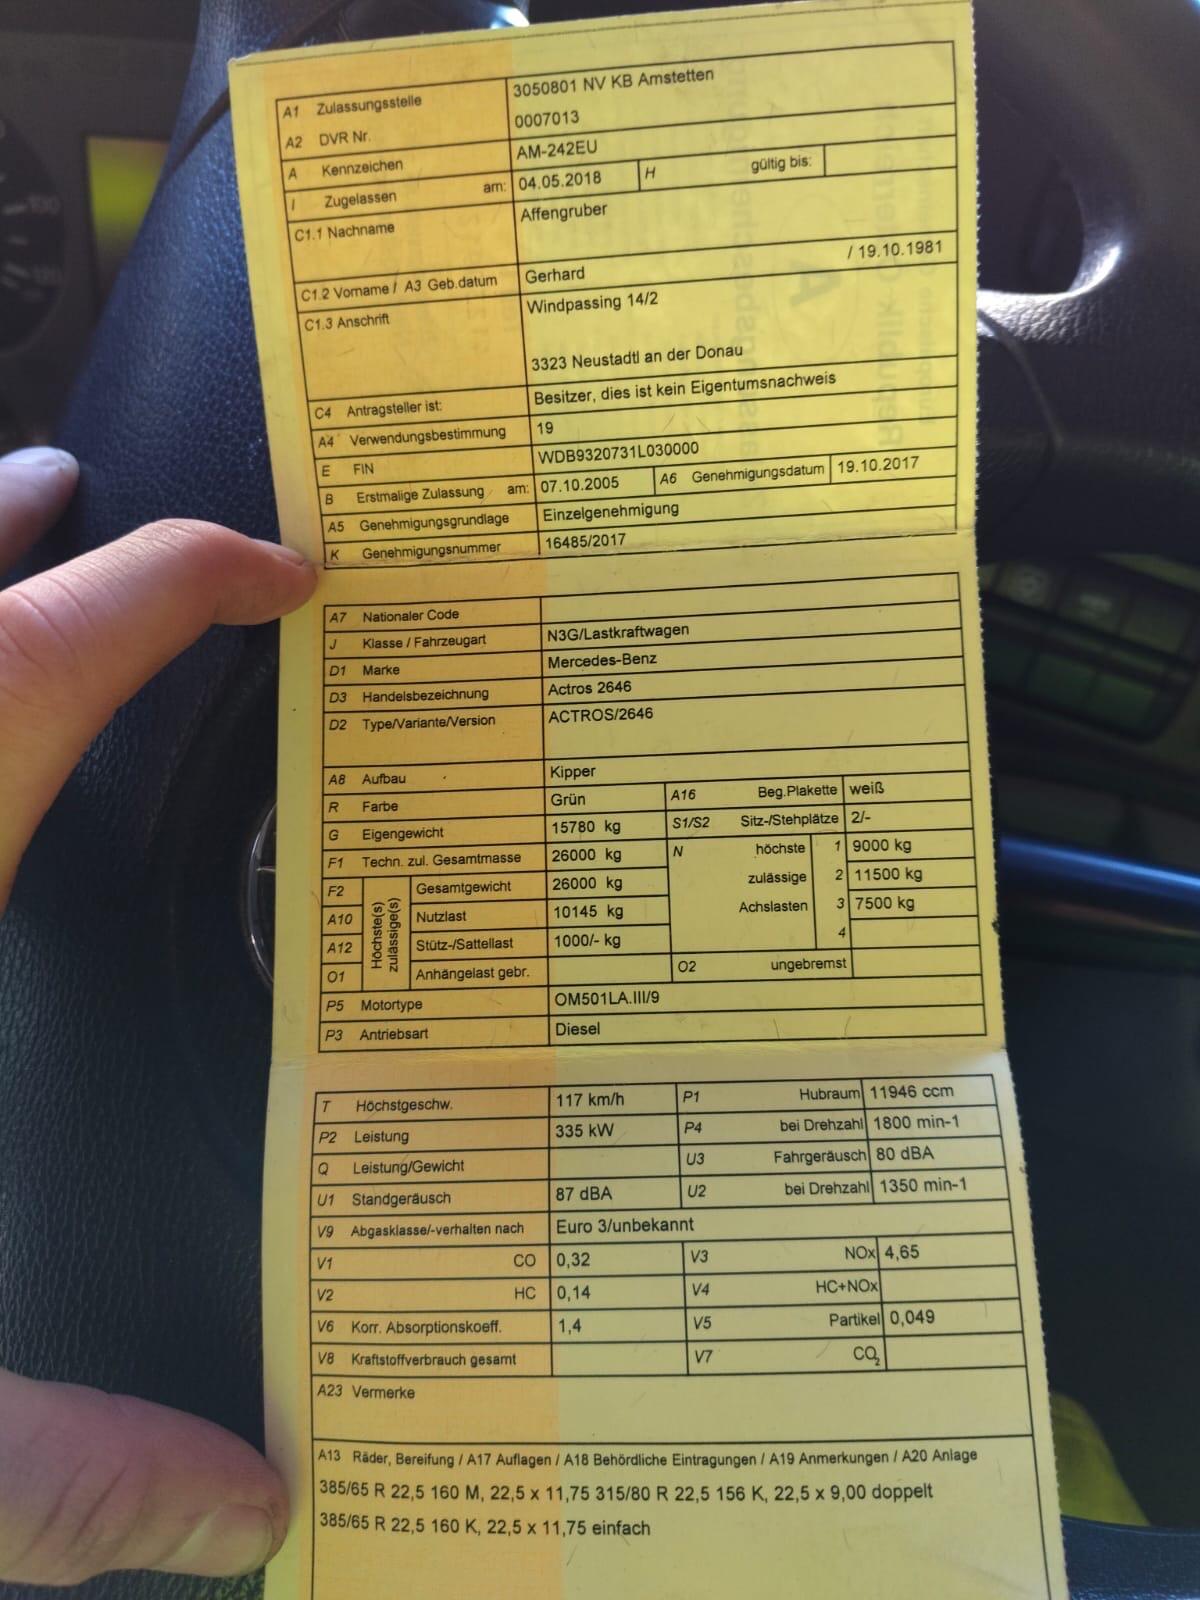 A1 Zulassungsstelle 3050801 NV KB Amstetten
A2 DVR Nr. 0007013
A Kennzeichen AM-242EU
I Zugelassen am: 04.05.2018 H gültig bis:
C1.1 Nachname Affengruber
C1.2 Vorname / A3 Geb.datum Gerhard / 19.10.1981
C1.3 Anschrift Windpassing 14/2
3323 Neustadtl an der Donau
C4 Antragsteller ist: Besitzer, dies ist kein Eigentumsnachweis
A4 Verwendungsbestimmung 19
E FIN WDB9320731L030000
B Erstmalige Zulassung am: 07.10.2005 A6 Genehmigungsdatum 19.10.2017
A5 Genehmigungsgrundlage Einzelgenehmigung
K Genehmigungsnummer 16485/2017
A7 Nationaler Code
J Klasse / Fahrzeugart N3G/Lastkraftwagen
D1 Marke Mercedes-Benz
D3 Handelsbezeichnung Actros 2646
D2 Type/Variante/Version ACTROS/2646
A8 Aufbau Kipper
R Farbe Grün A16 Beg.Plakette weiß
G Eigengewicht 15780 kg S1/S2 Sitz-/Stehplätze 2/-
F1 Techn. zul. Gesamtmasse 26000 kg N höchste 1 9000 kg
F2 Höchste(s) zulässige(s) Gesamtgewicht 26000 kg zulässige 2 11500 kg
A10 Nutzlast 10145 kg Achslasten 3 7500 kg
A12 Stütz-/Sattellast 1000/- kg 4
O1 Anhängelast gebr. O2 ungebremst
P5 Motortype OM501LA.III/9
P3 Antriebsart Diesel
T Höchstgeschw. 117 km/h P1 Hubraum 11946 ccm
P2 Leistung 335 kW P4 bei Drehzahl 1800 min-1
Q Leistung/Gewicht U3 Fahrgeräusch 80 dBA
U1 Standgeräusch 87 dBA U2 bei Drehzahl 1350 min-1
V9 Abgasklasse/-verhalten nach Euro 3/unbekannt
V1 CO 0,32 V3 NOx 4,65
V2 HC 0,14 V4 HC+NOx
V6 Korr. Absorptionskoeff. 1,4 V5 Partikel 0,049
V8 Kraftstoffverbrauch gesamt V7 CO₂
A23 Vermerke
A13 Räder, Bereifung / A17 Auflagen / A18 Behördliche Eintragungen / A19 Anmerkungen / A20 Anlage
385/65 R 22,5 160 M, 22,5 x 11,75 315/80 R 22,5 156 K, 22,5 x 9,00 doppelt
385/65 R 22,5 160 K, 22,5 x 11,75 einfach